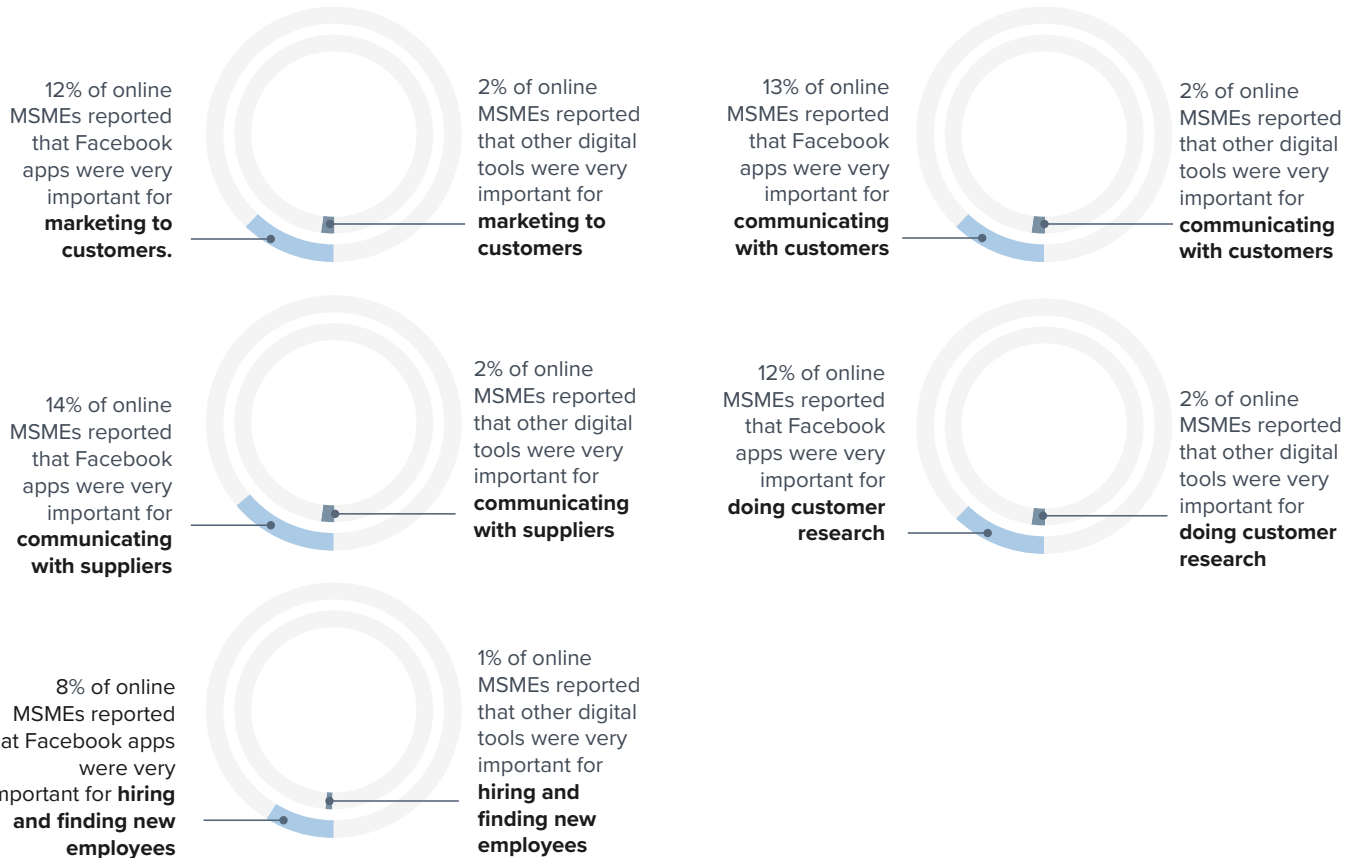 12% of online
MSMEs reported
that Facebook
apps were very
important for
marketing to
customers.
2% of online
MSMEs reported
that other digital
tools were very
important for
marketing to
customers
13% of online
MSMEs reported
that Facebook
apps were very
important for
communicating
with customers
2% of online
MSMEs reported
that other digital
tools were very
important for
communicating
with customers
14% of online
MSMEs reported
that Facebook
apps were very
important for
communicating
with suppliers
2% of online
MSMEs reported
that other digital
tools were very
important for
communicating
with suppliers
12% of online
MSMEs reported
that Facebook
apps were very
important for
doing customer
research
2% of online
MSMEs reported
that other digital
tools were very
important for
doing customer
research
8% of online
MSMEs reported
at Facebook apps
were very
mportant for hiring
and finding new
employees
1% of online
MSMEs reported
that other digital
tools were very
important for
hiring and
finding new
employees